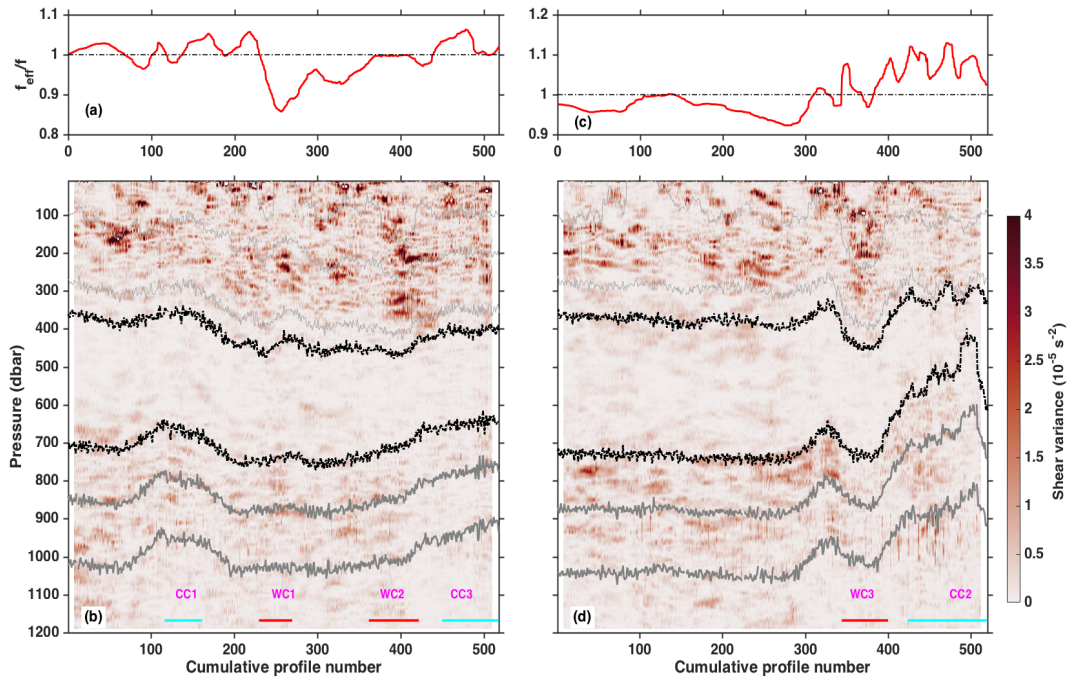 1.1
1
0.9
0.8
f_eff/f
(a)
0 100 200 300 400 500
1.2
1.1
1
0.9
(c)
0 100 200 300 400 500
100
200
300
400
500
600
700
800
900
1000
1100
1200
Pressure (dbar)
CC1 WC1 WC2 CC3
(b)
100 200 300 400 500
Cumulative profile number
WC3 CC2
(d)
100 200 300 400 500
Cumulative profile number
4
3.5
3
2.5
2
1.5
1
0.5
0
Shear variance (10⁻⁵ s⁻²)